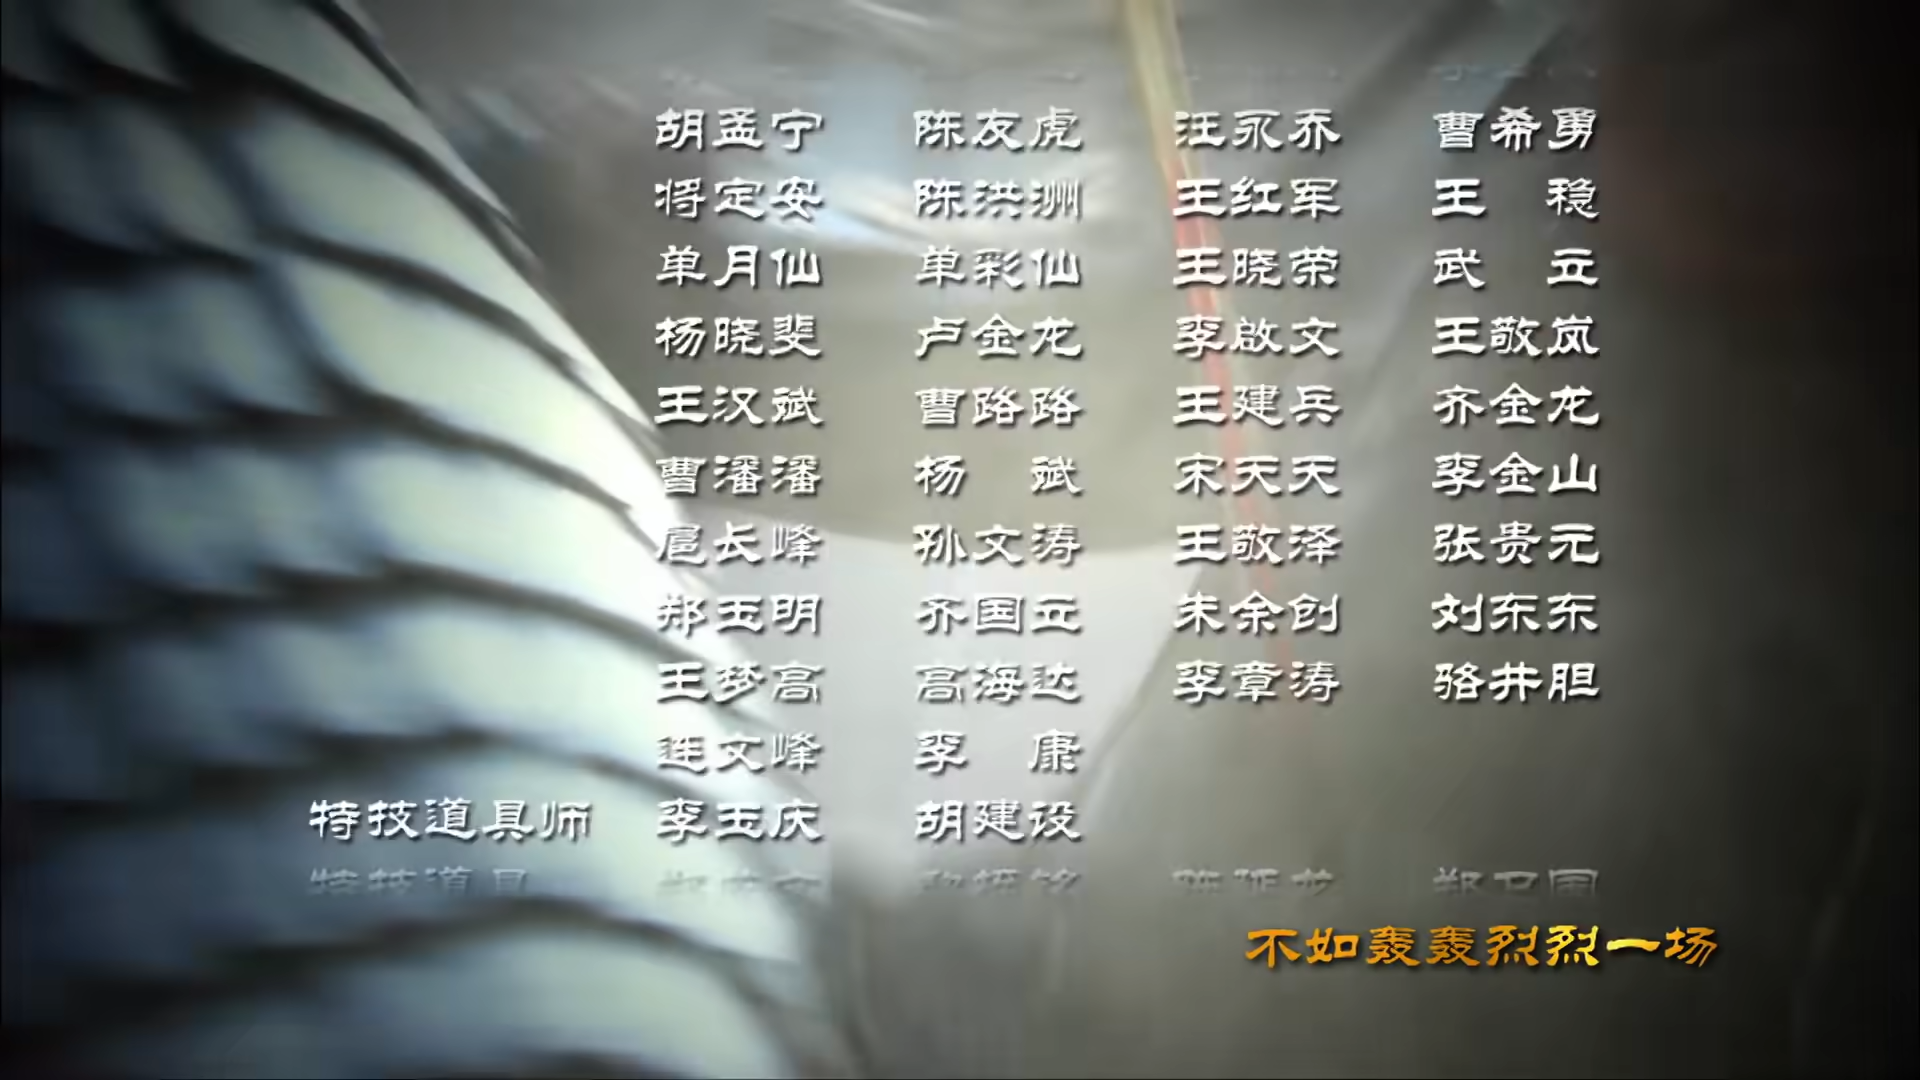 胡孟宁 陈友虎 汪永乔 曹希勇
将定安 陈洪洲 王红军 王 稳
单月仙 单彩仙 王晓荣 武 立
杨晓斐 卢金龙 李啟文 王敬岚
王汉斌 曹路路 王建兵 齐金龙
曹潘潘 杨 斌 宋天天 李金山
扈长峰 孙文涛 王敬泽 张贵元
郑玉明 齐国立 朱余创 刘东东
王梦高 高海达 李章涛 骆井胆
连文峰 李 康
特技道具师 李玉庆 胡建设
特技道具
不如轰轰烈烈一场